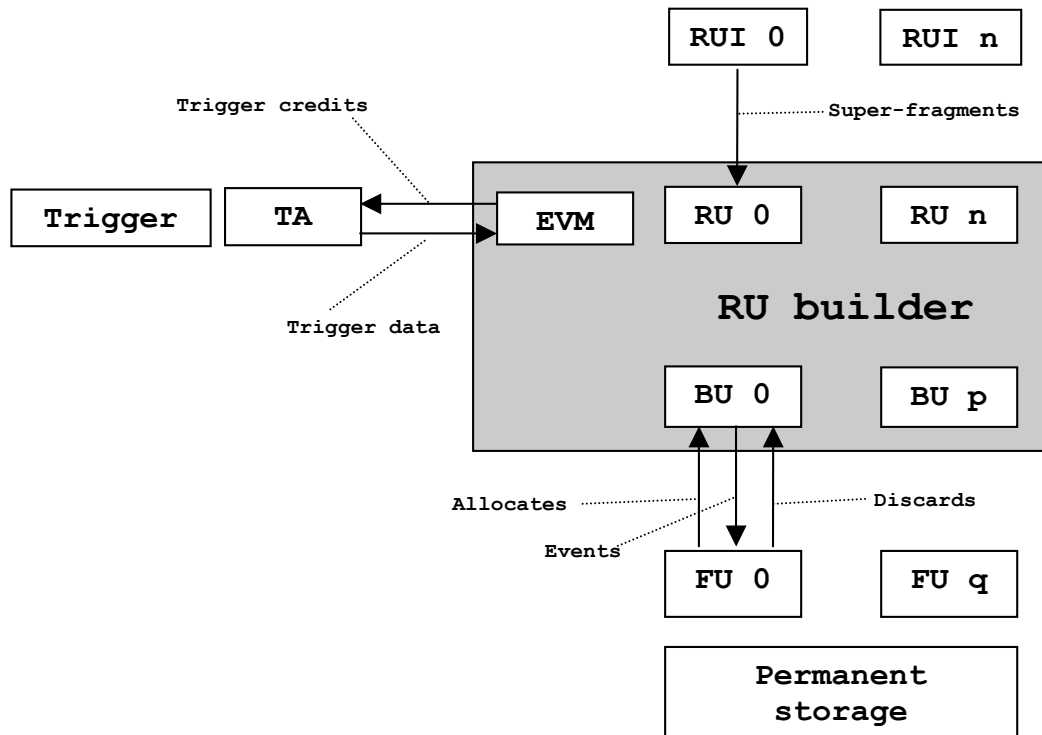 RUI 0
RUI n
Trigger credits
Super-fragments
Trigger
TA
EVM
RU 0
RU n
RU builder
Trigger data
BU 0
BU p
Allocates
Discards
Events
FU 0
FU q
Permanent
storage